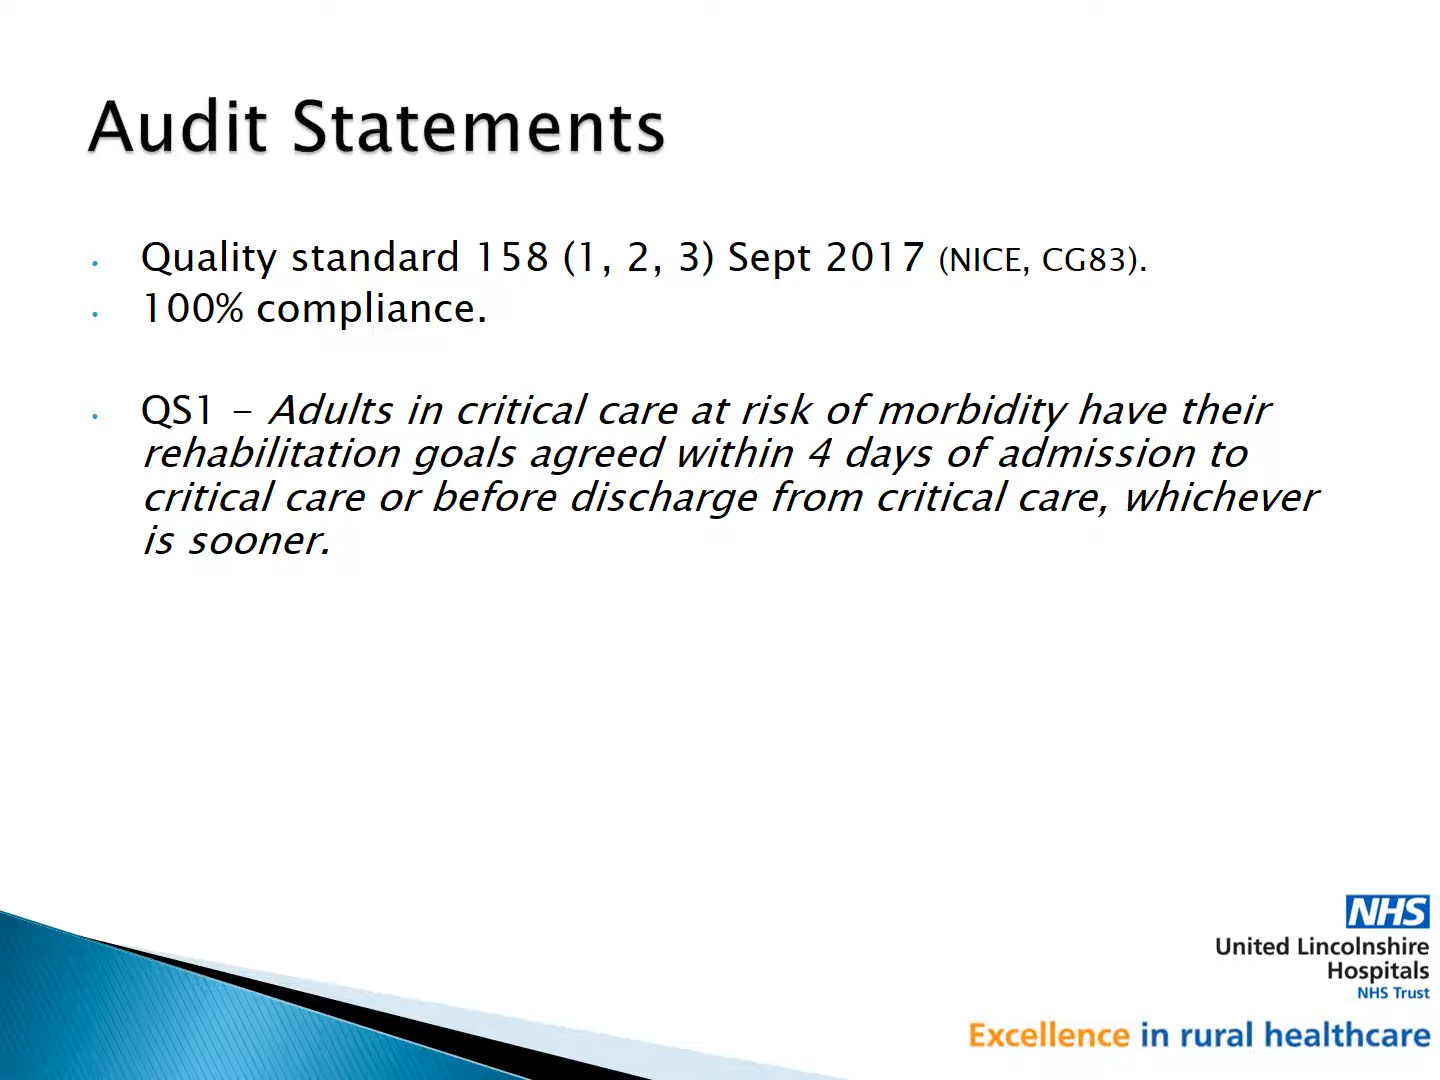 Audit Statements
• Quality standard 158 (1, 2, 3) Sept 2017 (NICE, CG83).
• 100% compliance.
• QS1 - Adults in critical care at risk of morbidity have their
rehabilitation goals agreed within 4 days of admission to
critical care or before discharge from critical care, whichever
is sooner.
NHS
United Lincolnshire
Hospitals
NHS Trust
Excellence in rural healthcare